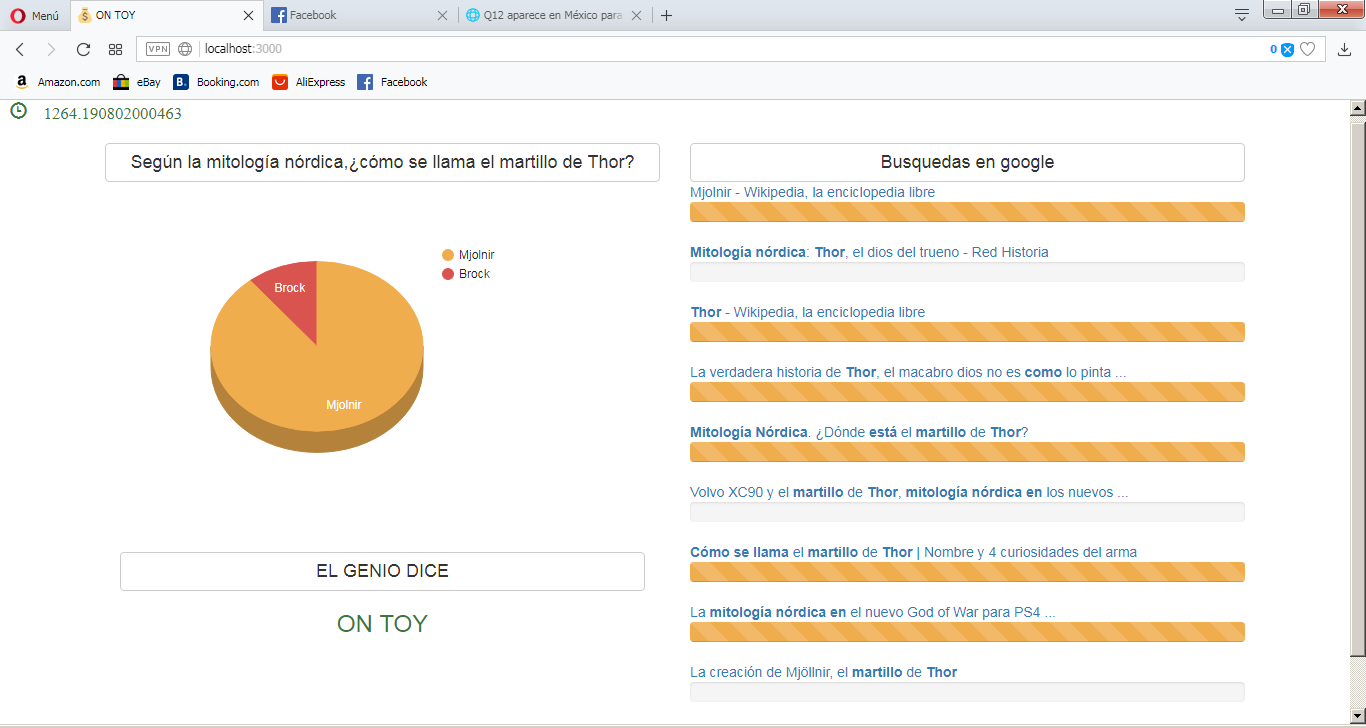 Menú
ON TOY
Facebook
Q12 aparece en México para
VPN
localhost:3000
0
Amazon.com
eBay
B. Booking.com
AliExpress
Facebook
1264.190802000463
Según la mitología nórdica,¿cómo se llama el martillo de Thor?
Mjolnir
Brock
Brock
Mjolnir
EL GENIO DICE
ON TOY
Busquedas en google
Mjolnir - Wikipedia, la enciclopedia libre
Mitología nórdica: Thor, el dios del trueno - Red Historia
Thor - Wikipedia, la enciclopedia libre
La verdadera historia de Thor, el macabro dios no es como lo pinta ...
Mitología Nórdica. ¿Dónde está el martillo de Thor?
Volvo XC90 y el martillo de Thor, mitología nórdica en los nuevos ...
Cómo se llama el martillo de Thor | Nombre y 4 curiosidades del arma
La mitología nórdica en el nuevo God of War para PS4 ...
La creación de Mjöllnir, el martillo de Thor